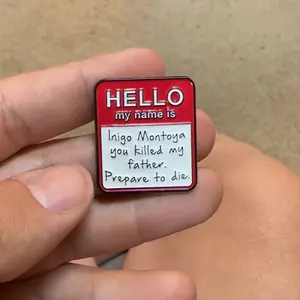 HELLO
my name is
Inigo Montoya
you killed my
father.
Prepare to die.